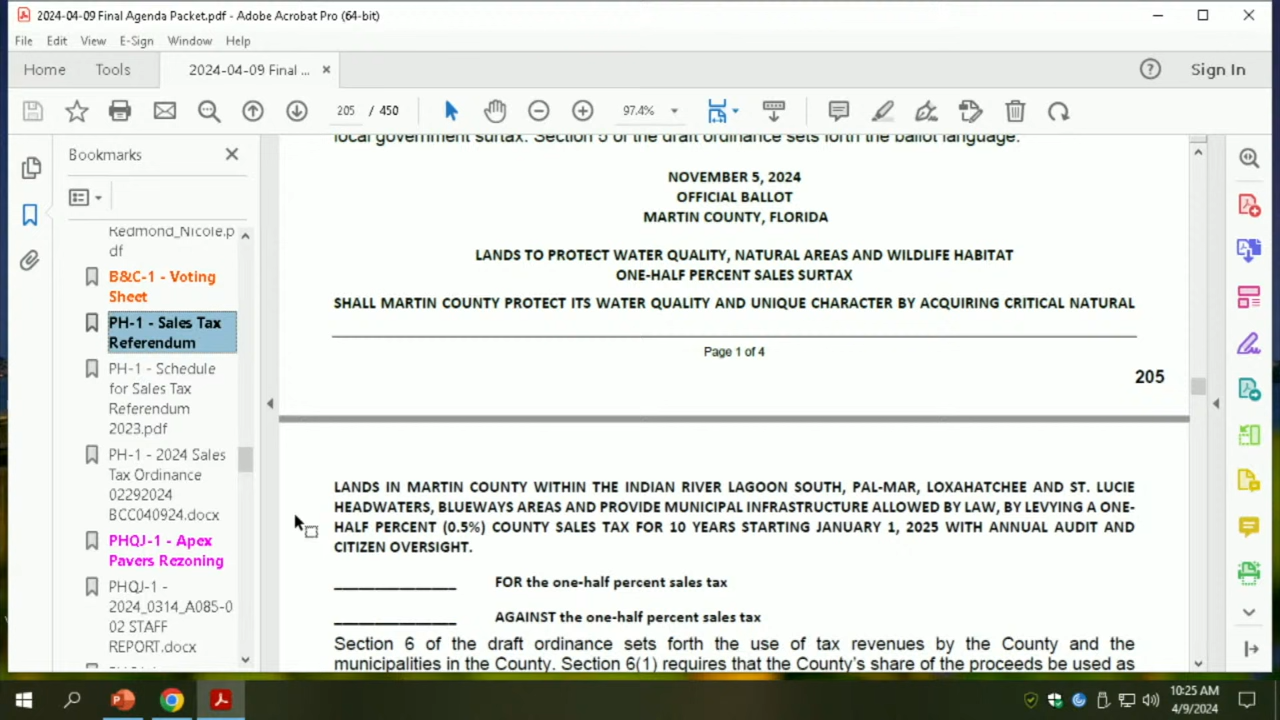 2024-04-09 Final Agenda Packet.pdf - Adobe Acrobat Pro (64-bit)
File Edit View E-Sign Window Help
Home Tools 2024-04-09 Final ... Sign In
205 / 450 97.4%
Bookmarks
Redmond_Nicole.p
df
B&C-1 - Voting
Sheet
PH-1 - Sales Tax
Referendum
PH-1 - Schedule
for Sales Tax
Referendum
2023.pdf
PH-1 - 2024 Sales
Tax Ordinance
02292024
BCC040924.docx
PHQJ-1 - Apex
Pavers Rezoning
PHQJ-1 -
2024_0314_A085-0
02 STAFF
REPORT.docx
local government surtax. Section 5 of the draft ordinance sets forth the ballot language.
NOVEMBER 5, 2024
OFFICIAL BALLOT
MARTIN COUNTY, FLORIDA
LANDS TO PROTECT WATER QUALITY, NATURAL AREAS AND WILDLIFE HABITAT
ONE-HALF PERCENT SALES SURTAX
SHALL MARTIN COUNTY PROTECT ITS WATER QUALITY AND UNIQUE CHARACTER BY ACQUIRING CRITICAL NATURAL
Page 1 of 4
205
LANDS IN MARTIN COUNTY WITHIN THE INDIAN RIVER LAGOON SOUTH, PAL-MAR, LOXAHATCHEE AND ST. LUCIE
HEADWATERS, BLUEWAYS AREAS AND PROVIDE MUNICIPAL INFRASTRUCTURE ALLOWED BY LAW, BY LEVYING A ONE-
HALF PERCENT (0.5%) COUNTY SALES TAX FOR 10 YEARS STARTING JANUARY 1, 2025 WITH ANNUAL AUDIT AND
CITIZEN OVERSIGHT.
FOR the one-half percent sales tax
AGAINST the one-half percent sales tax
Section 6 of the draft ordinance sets forth the use of tax revenues by the County and the
municipalities in the County. Section 6(1) requires that the County's share of the proceeds be used as
10:25 AM
4/9/2024